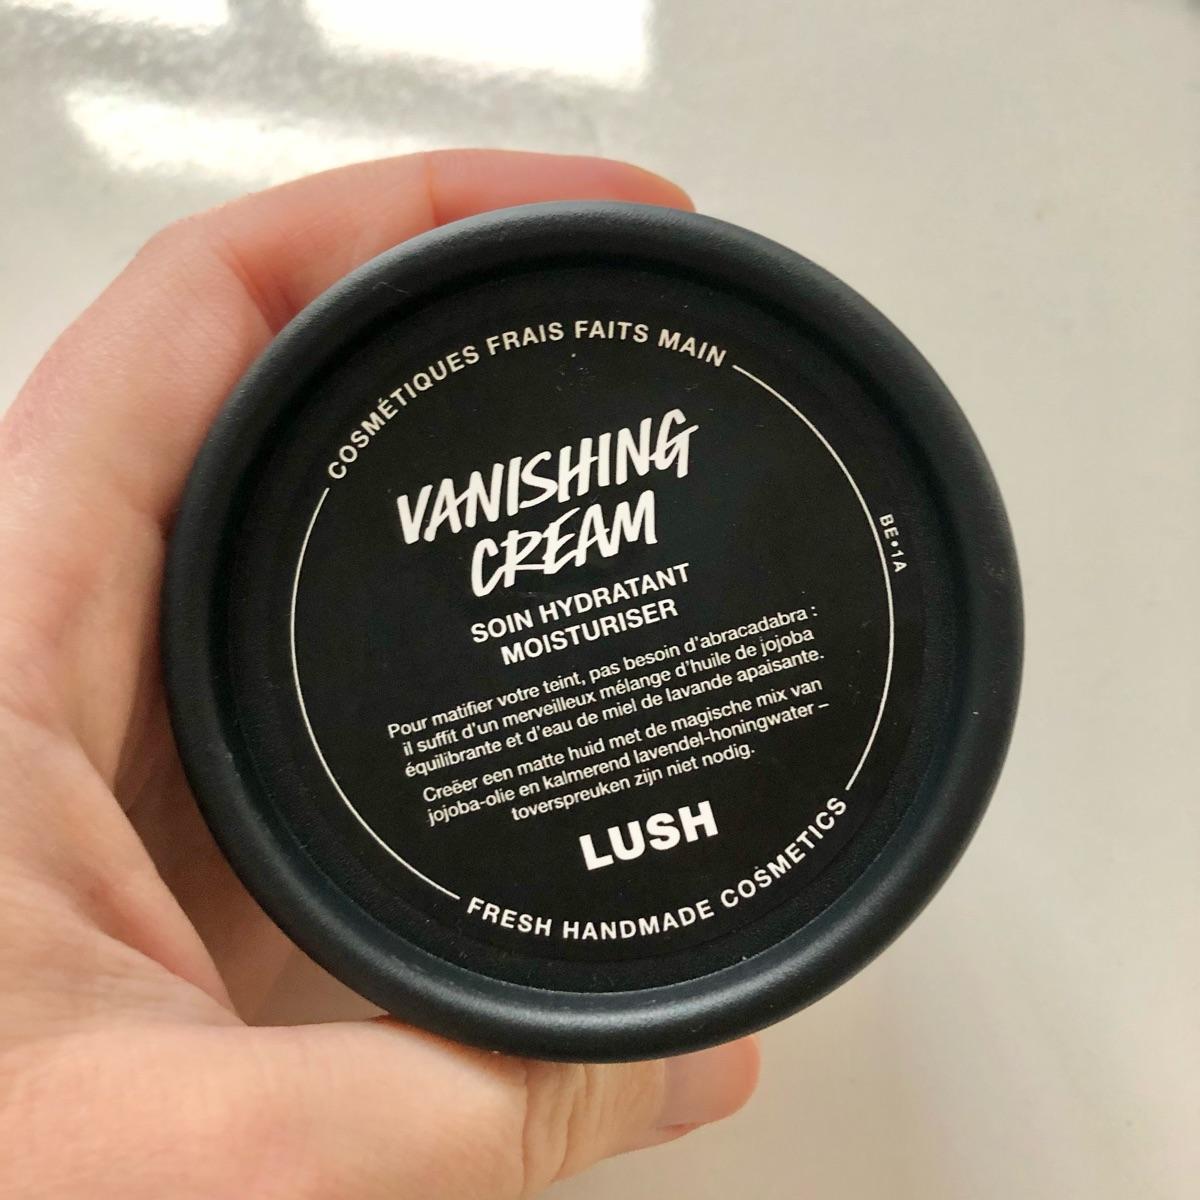 COSMÉTIQUES FRAIS FAITS MAIN
VANISHING
CREAM
SOIN HYDRATANT
MOISTURISER
Pour matifier votre teint, pas besoin d'abracadabra :
il suffit d'un merveilleux mélange d'huile de jojoba
équilibrante et d'eau de miel de lavande apaisante.
Creëer een matte huid met de magische mix van
jojoba-olie en kalmerend lavendel-honingwater –
toverspreuken zijn niet nodig.
LUSH
FRESH HANDMADE COSMETICS
BE•1A